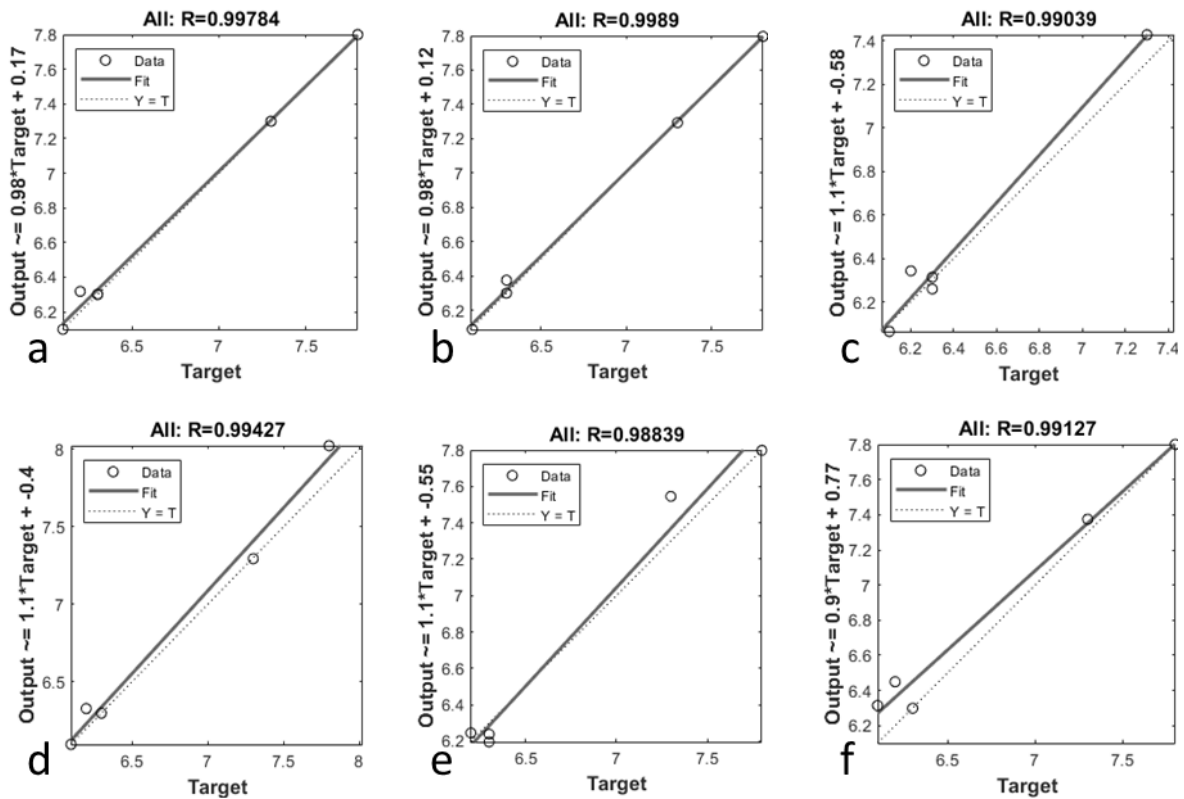 All: R=0.99784
Output ~= 0.98*Target + 0.17
7.8
7.6
7.4
7.2
7
6.8
6.6
6.4
6.2
Data
Fit
Y = T
6.5
7
7.5
Target
a
All: R=0.9989
Output ~= 0.98*Target + 0.12
7.8
7.6
7.4
7.2
7
6.8
6.6
6.4
6.2
Data
Fit
Y = T
6.5
7
7.5
Target
b
All: R=0.99039
Output ~= 1.1*Target + -0.58
7.4
7.2
7
6.8
6.6
6.4
6.2
Data
Fit
Y = T
6.2
6.4
6.6
6.8
7
7.2
7.4
Target
c
All: R=0.99427
Output ~= 1.1*Target + -0.4
8
7.5
7
6.5
Data
Fit
Y = T
6.5
7
7.5
8
Target
d
All: R=0.98839
Output ~= 1.1*Target + -0.55
7.8
7.6
7.4
7.2
7
6.8
6.6
6.4
6.2
Data
Fit
Y = T
6.5
7
7.5
Target
e
All: R=0.99127
Output ~= 0.9*Target + 0.77
7.8
7.6
7.4
7.2
7
6.8
6.6
6.4
6.2
Data
Fit
Y = T
6.5
7
7.5
Target
f